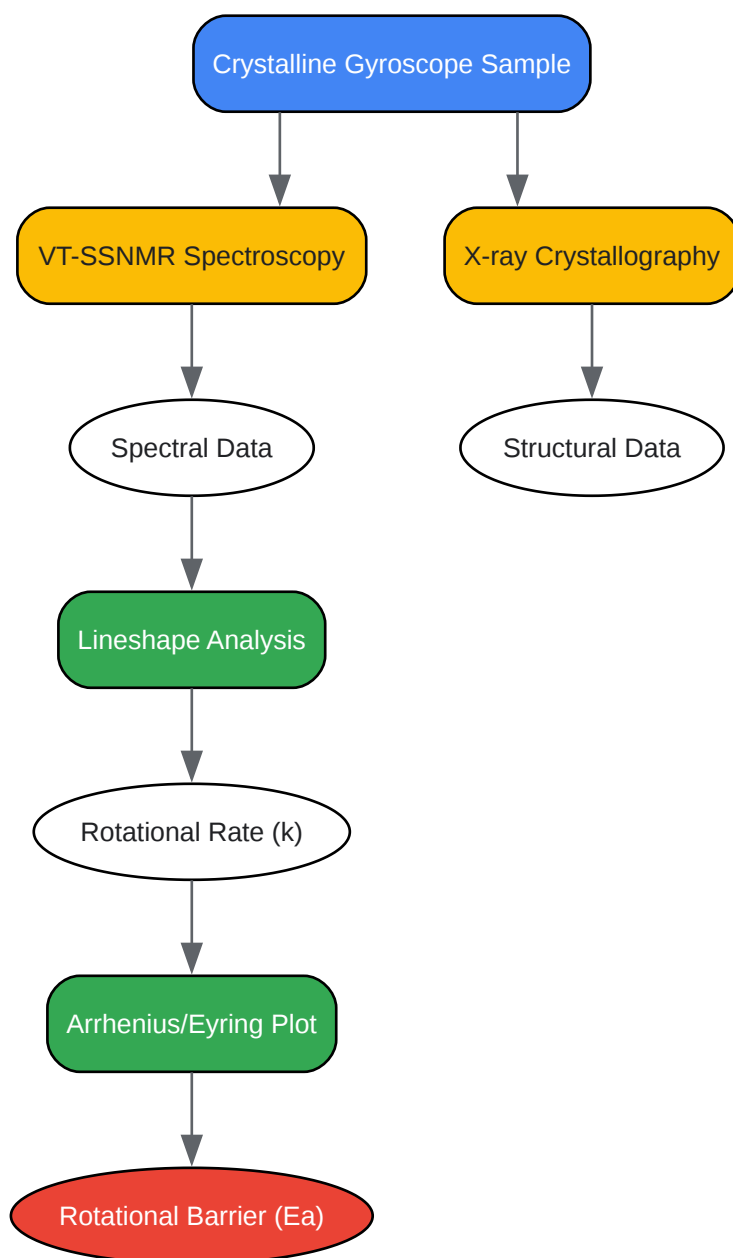 Crystalline Gyroscope Sample
VT-SSNMR Spectroscopy
X-ray Crystallography
Spectral Data
Structural Data
Lineshape Analysis
Rotational Rate (k)
Arrhenius/Eyring Plot
Rotational Barrier (Ea)